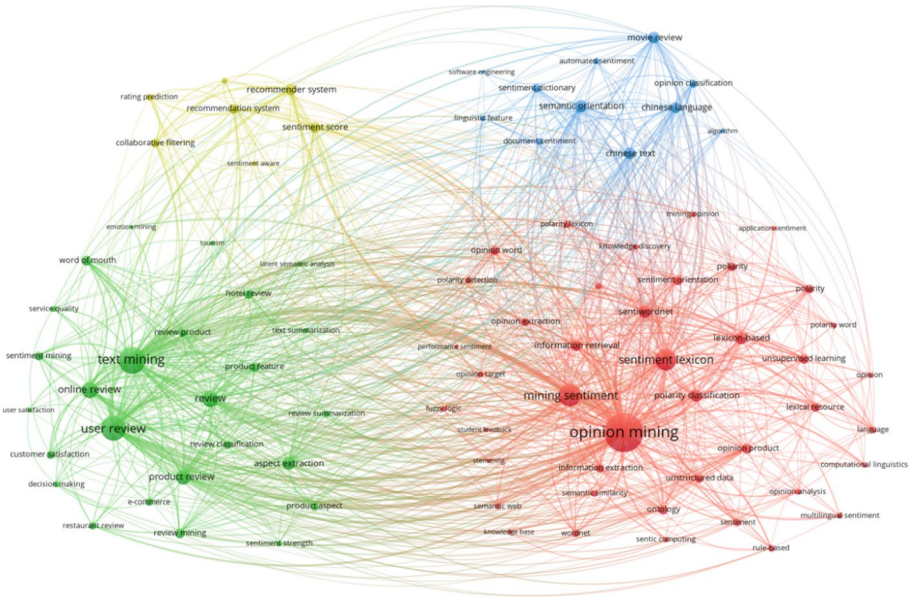 movie review
automated sentiment
software engineering
opinion classification
sentiment dictionary
recommender system
rating prediction
recommendation system
semantic orientation
chinese language
linguistic feature
sentiment score
algorithm
document sentiment
collaborative filtering
chinese text
sentiment aware
mining opinion
emotion mining
polarity lexicon
application sentiment
tourism
knowledge discovery
opinion word
word of mouth
latent semantic analysis
polarity
polarity detection
sentiment orientation
polarity
hotel review
service quality
sentiwordnet
opinion extraction
polarity word
review product
text summarization
lexicon-based
performance sentiment
information retrieval
sentiment mining
text mining
sentiment lexicon
unsupervised learning
product feature
opinion target
opinion
online review
review
mining sentiment
polarity classification
user satisfaction
review summarization
fuzzy logic
lexical resource
user review
student feedback
opinion mining
language
review classification
opinion product
customer satisfaction
aspect extraction
stemming
information extraction
computational linguistics
product review
unstructured data
decision making
semantics similarity
opinion analysis
e-commerce
product aspect
semantic web
ontology
multilingual sentiment
restaurant review
sentiment
review mining
knowledge base
wordnet
sentiment strength
sentic computing
rule-based